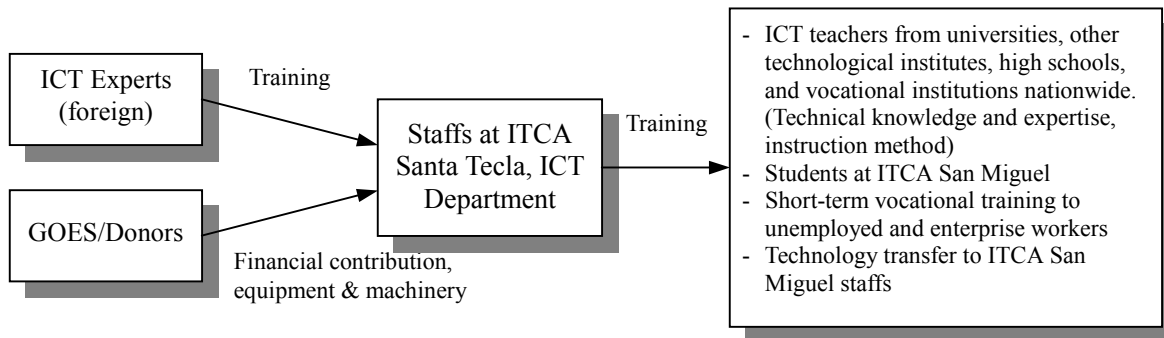 ICT Experts
(foreign)
Training
GOES/Donors
Financial contribution,
equipment & machinery
Staffs at ITCA
Santa Tecla, ICT
Department
Training
- ICT teachers from universities, other
technological institutes, high schools,
and vocational institutions nationwide.
(Technical knowledge and expertise,
instruction method)
- Students at ITCA San Miguel
- Short-term vocational training to
unemployed and enterprise workers
- Technology transfer to ITCA San
Miguel staffs